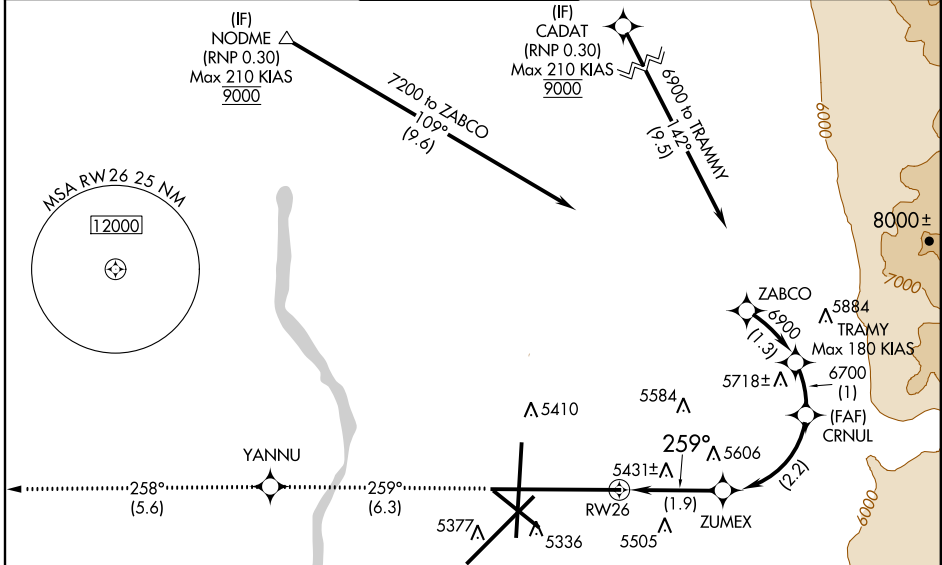 (IF)
NODME
(RNP 0.30)
Max 210 KIAS
9000
7200 to ZABCO
109°
(9.6)
(IF)
CADAT
(RNP 0.30)
Max 210 KIAS
9000
6900 to TRAMMY
142°
(9.5)
6000
MSA RW26 25 NM
12000
8000±
7000
ZABCO
6900
(1.3)
5884
TRAMY
Max 180 KIAS
5718±
6700
(1)
5584
5410
(FAF)
CRNUL
259°
5606
5431±
(2.2)
YANNU
258°
(5.6)
259°
(6.3)
RW26
(1.9)
ZUMEX
5377
5336
5505
6000